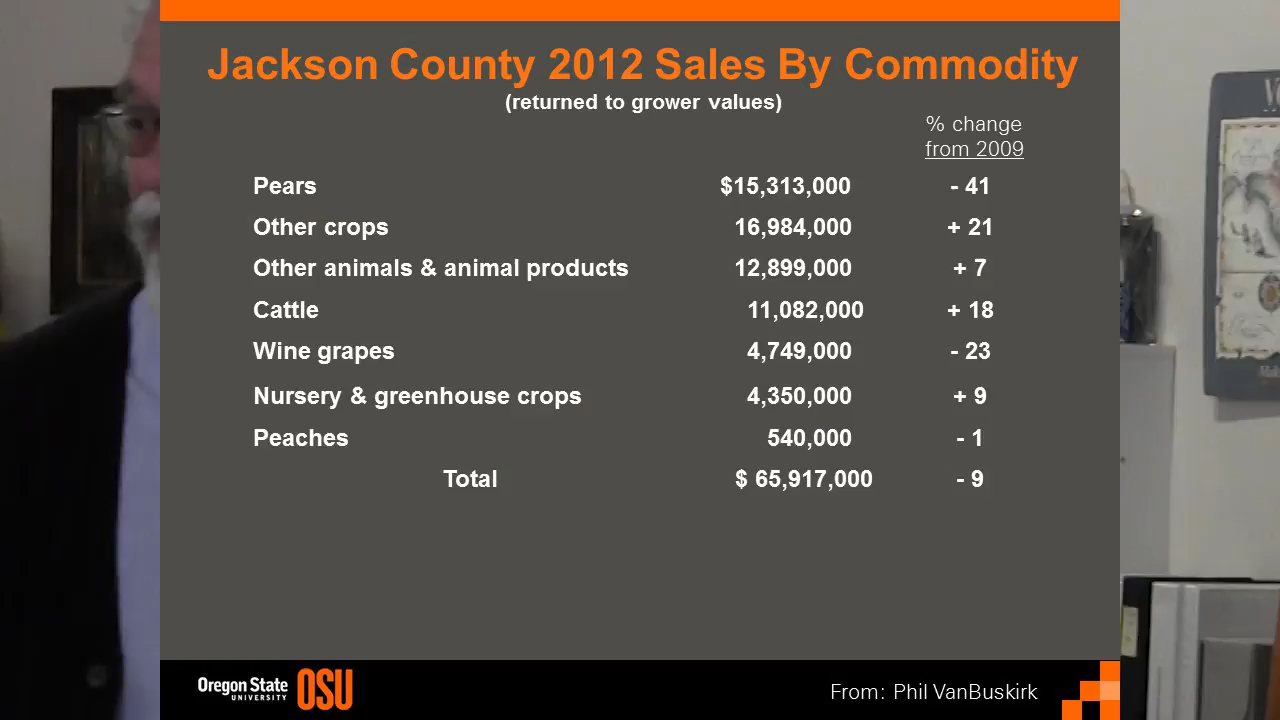 Jackson County 2012 Sales By Commodity
(returned to grower values)
% change
from 2009
Pears $15,313,000 - 41
Other crops 16,984,000 + 21
Other animals & animal products 12,899,000 + 7
Cattle 11,082,000 + 18
Wine grapes 4,749,000 - 23
Nursery & greenhouse crops 4,350,000 + 9
Peaches 540,000 - 1
Total $ 65,917,000 - 9
Oregon State
UNIVERSITY
OSU
From: Phil VanBuskirk